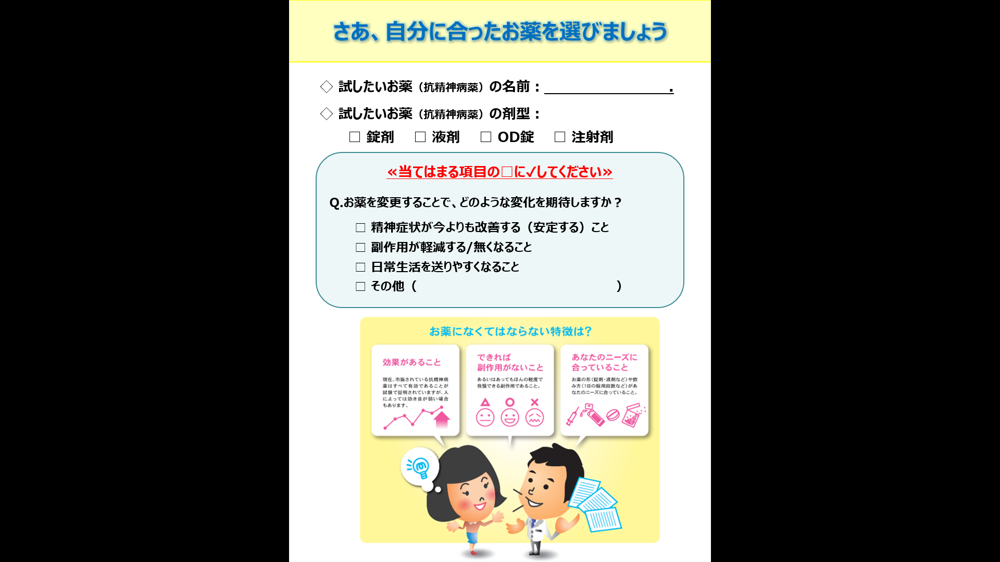 さあ、自分に合ったお薬を選びましょう
◇ 試したいお薬（抗精神病薬）の名前：                    .
◇ 試したいお薬（抗精神病薬）の剤型：
□ 錠剤 □ 液剤 □ OD錠 □ 注射剤
≪当てはまる項目の□に✓してください≫
Q.お薬を変更することで、どのような変化を期待しますか？
□ 精神症状が今よりも改善する（安定する）こと
□ 副作用が軽減する/無くなること
□ 日常生活を送りやすくなること
□ その他（                    ）
お薬になくてはならない特徴は?
効果があること
現在、市販されている抗精神病
薬はすべて有効であることが
試験で証明されていますが、人
によっては効き目が弱い場合
もあります。
できれば
副作用がないこと
あるいはあってもほんの軽度で
我慢できる副作用であること。
あなたのニーズに
合っていること
お薬の形（錠剤・液剤など）や飲
み方（1日の服用回数など）があ
なたのニーズに合っていること。